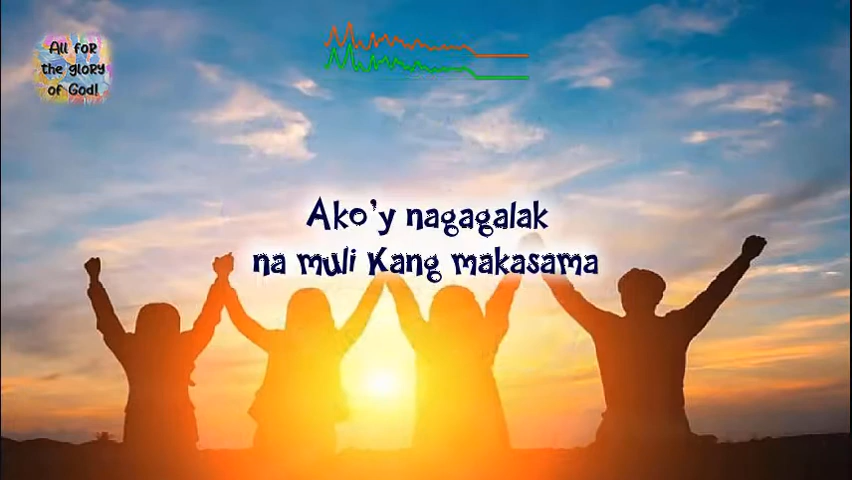 All for
the glory
of God!
Ako'y nagagalak
na muli Kang makasama